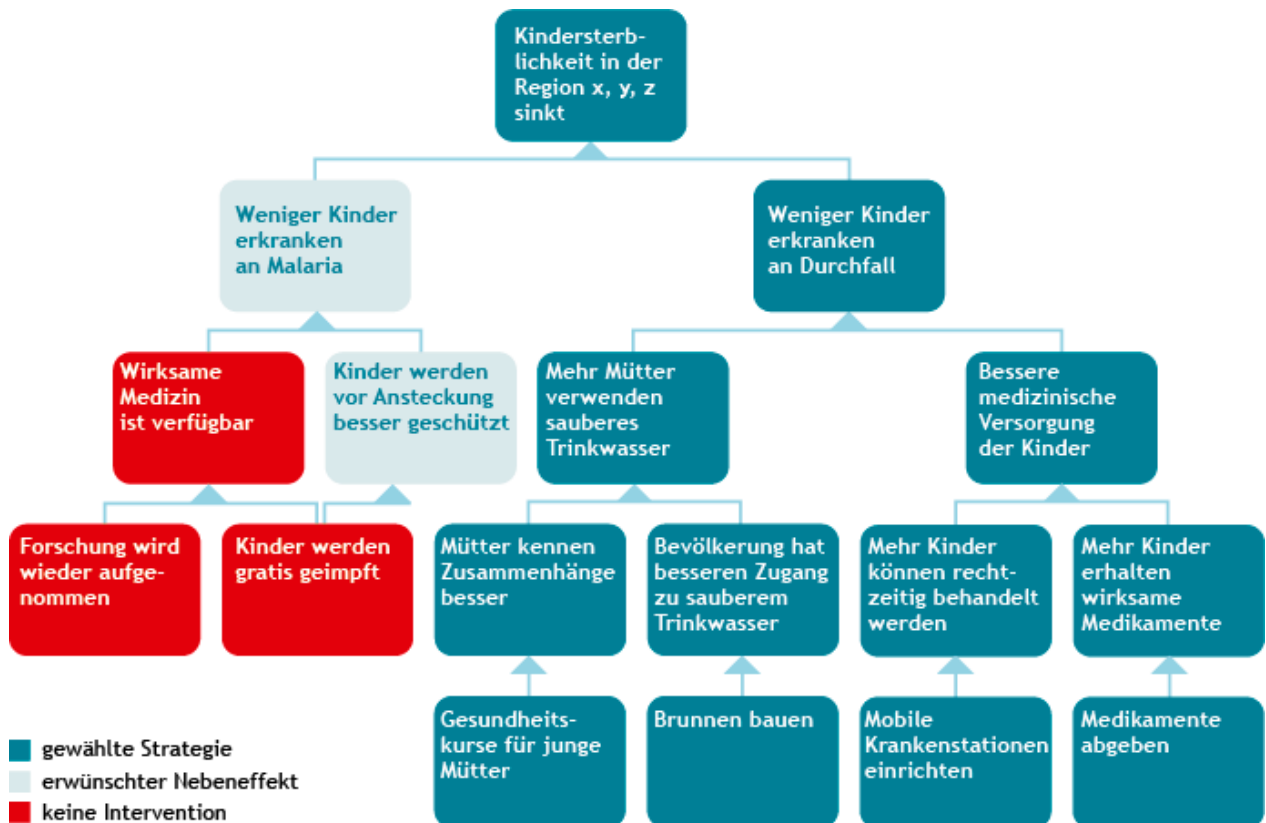 Kindersterb-
lichkeit in der
Region x, y, z
sinkt
Weniger Kinder
erkranken
an Malaria
Weniger Kinder
erkranken
an Durchfall
Wirksame
Medizin
ist verfügbar
Kinder werden
vor Ansteckung
besser geschützt
Mehr Mütter
verwenden
sauberes
Trinkwasser
Bessere
medizinische
Versorgung
der Kinder
Forschung wird
wieder aufge-
nommen
Kinder werden
gratis geimpft
Mütter kennen
Zusammenhänge
besser
Bevölkerung hat
besseren Zugang
zu sauberem
Trinkwasser
Mehr Kinder
können recht-
zeitig behandelt
werden
Mehr Kinder
erhalten
wirksame
Medikamente
Gesundheits-
kurse für junge
Mütter
Brunnen bauen
Mobile
Krankenstationen
einrichten
Medikamente
abgeben
gewählte Strategie
erwünschter Nebeneffekt
keine Intervention